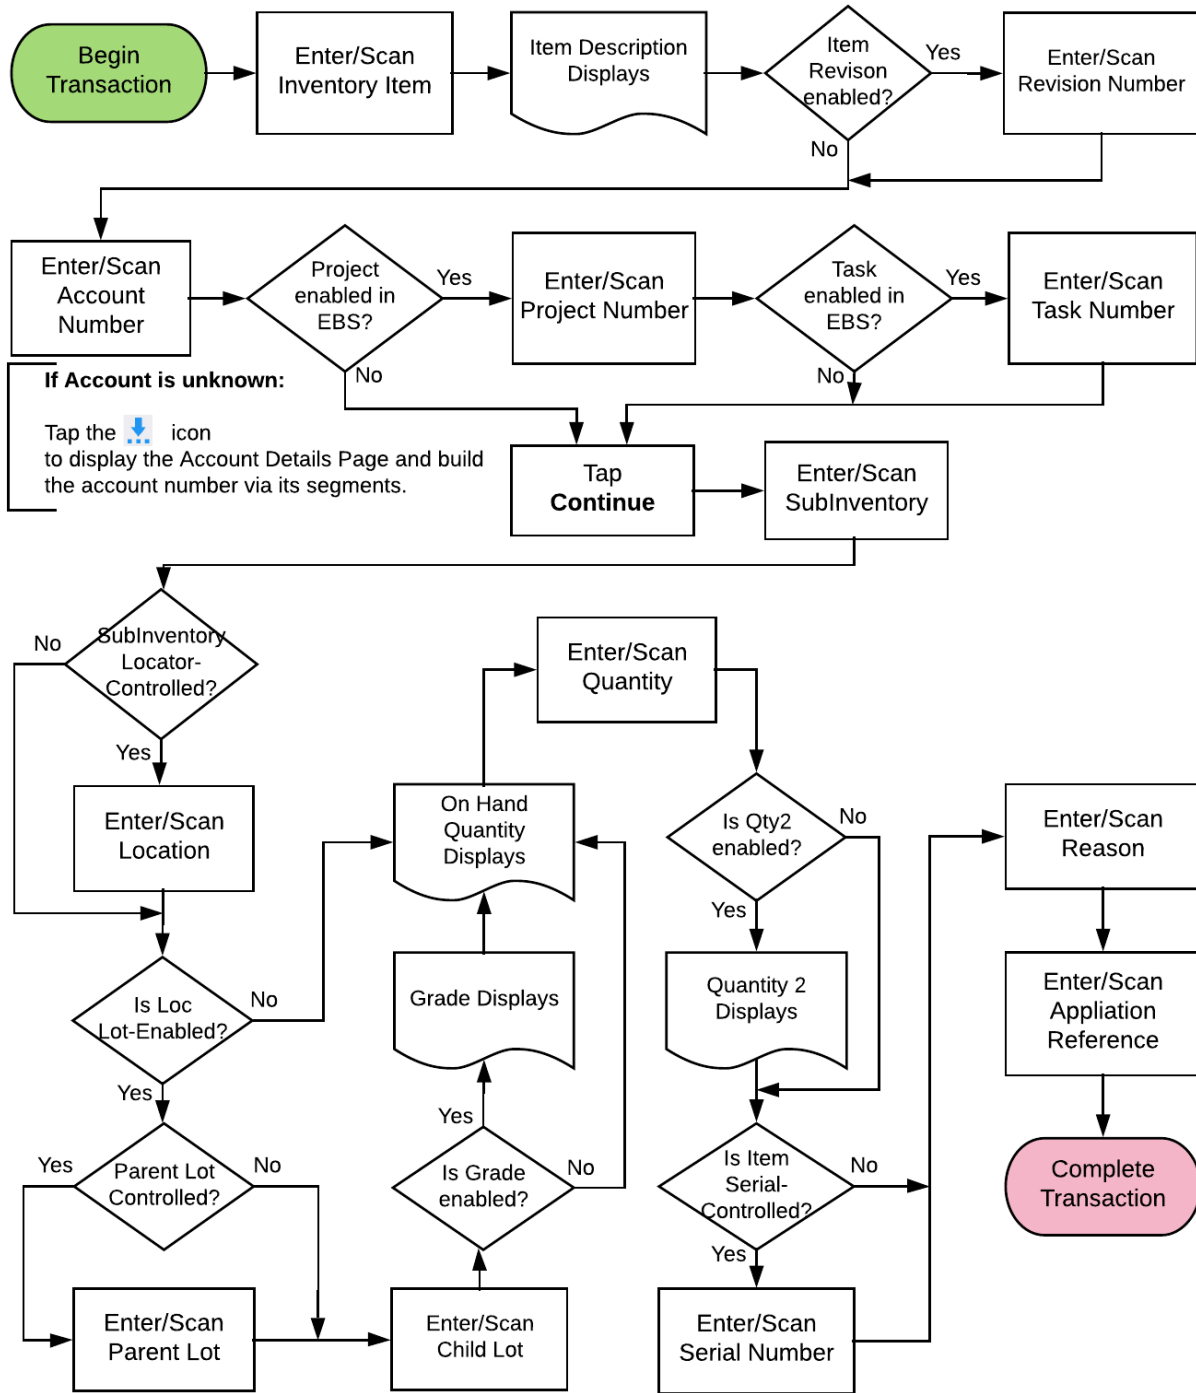 Begin
Transaction
Enter/Scan
Inventory Item
Item Description
Displays
Item
Revison
enabled?
Yes
Enter/Scan
Revision Number
No
Enter/Scan
Account
Number
Project
enabled in
EBS?
Yes
Enter/Scan
Project Number
Task
enabled in
EBS?
Yes
Enter/Scan
Task Number
No
No
If Account is unknown:
Tap the icon
to display the Account Details Page and build
the account number via its segments.
Tap
Continue
Enter/Scan
SubInventory
No
SubInventory
Locator-
Controlled?
Yes
Enter/Scan
Location
Is Loc
Lot-Enabled?
No
Yes
Yes
Parent Lot
Controlled?
No
Enter/Scan
Parent Lot
Enter/Scan
Child Lot
Is Grade
enabled?
Yes
No
Grade Displays
On Hand
Quantity
Displays
Enter/Scan
Quantity
Is Qty2
enabled?
No
Yes
Quantity 2
Displays
Is Item
Serial-
Controlled?
No
Yes
Enter/Scan
Serial Number
Enter/Scan
Reason
Enter/Scan
Appliation
Reference
Complete
Transaction